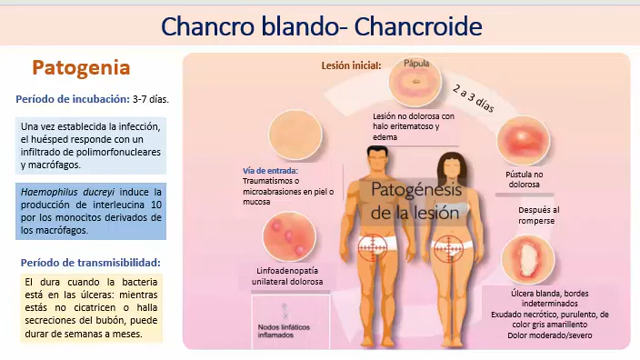 Chancro blando- Chancroide
Patogenia
Período de incubación: 3-7 días.
Una vez establecida la infección,
el huésped responde con un
infiltrado de polimorfonucleares
y macrófagos.
Haemophilus ducreyi induce la
producción de interleucina 10
por los monocitos derivados de
los macrófagos.
Período de transmisibilidad:
El dura cuando la bacteria
está en las úlceras: mientras
estás no cicatricen o halla
secreciones del bubón, puede
durar de semanas a meses.
Lesión inicial:
Pápula
Lesión no dolorosa con
halo eritematoso y
edema
2 a 3 días
Pústula no
dolorosa
Después al
romperse
Úlcera blanda, bordes
indeterminados
Exudado necrótico, purulento, de
color gris amarillento
Dolor moderado/severo
Vía de entrada:
Traumatismos o
microabrasiones en piel o
mucosa
Patogénesis
de la lesión
Linfoadenopatía
unilateral dolorosa
Nodos linfáticos
inflamados